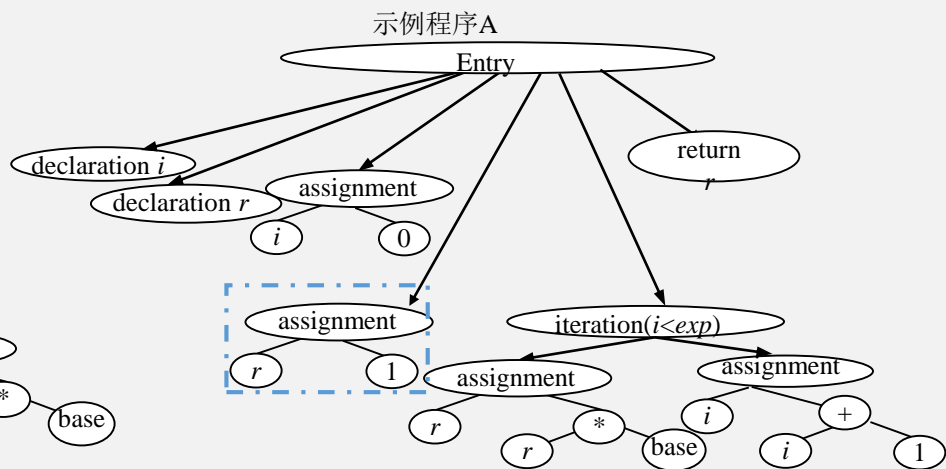 示例程序A
Entry
declaration i
declaration r
assignment
i
0
return
r
assignment
r
1
iteration(i<exp)
assignment
r
*
r
base
assignment
i
+
i
1
*
base